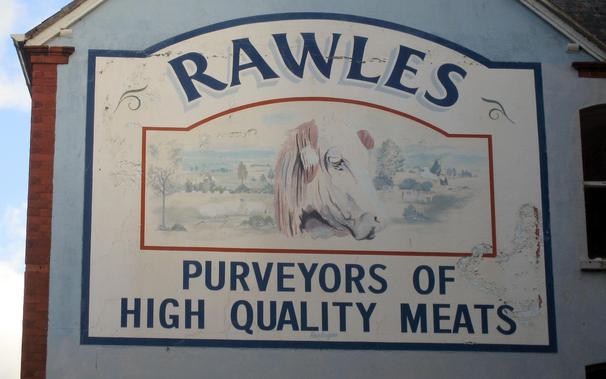 RAWLES
PURVEYORS OF
HIGH QUALITY MEATS